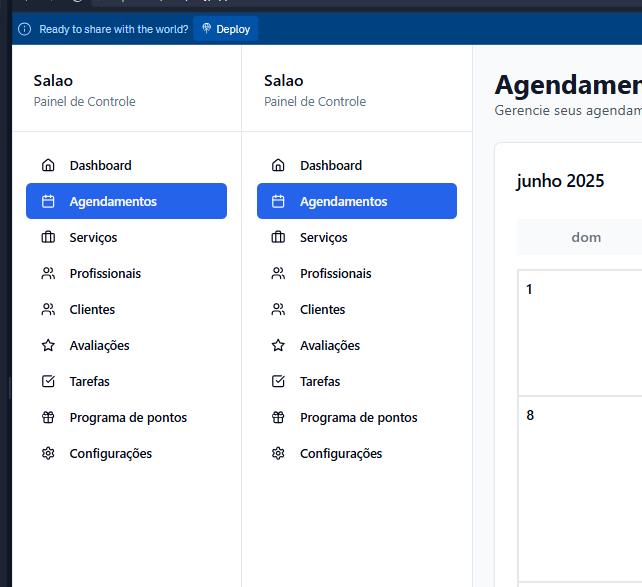 Ready to share with the world? Deploy
Salao
Painel de Controle
Dashboard
Agendamentos
Serviços
Profissionais
Clientes
Avaliações
Tarefas
Programa de pontos
Configurações
Salao
Painel de Controle
Dashboard
Agendamentos
Serviços
Profissionais
Clientes
Avaliações
Tarefas
Programa de pontos
Configurações
Agendamen
Gerencie seus agendam
junho 2025
dom
1
8